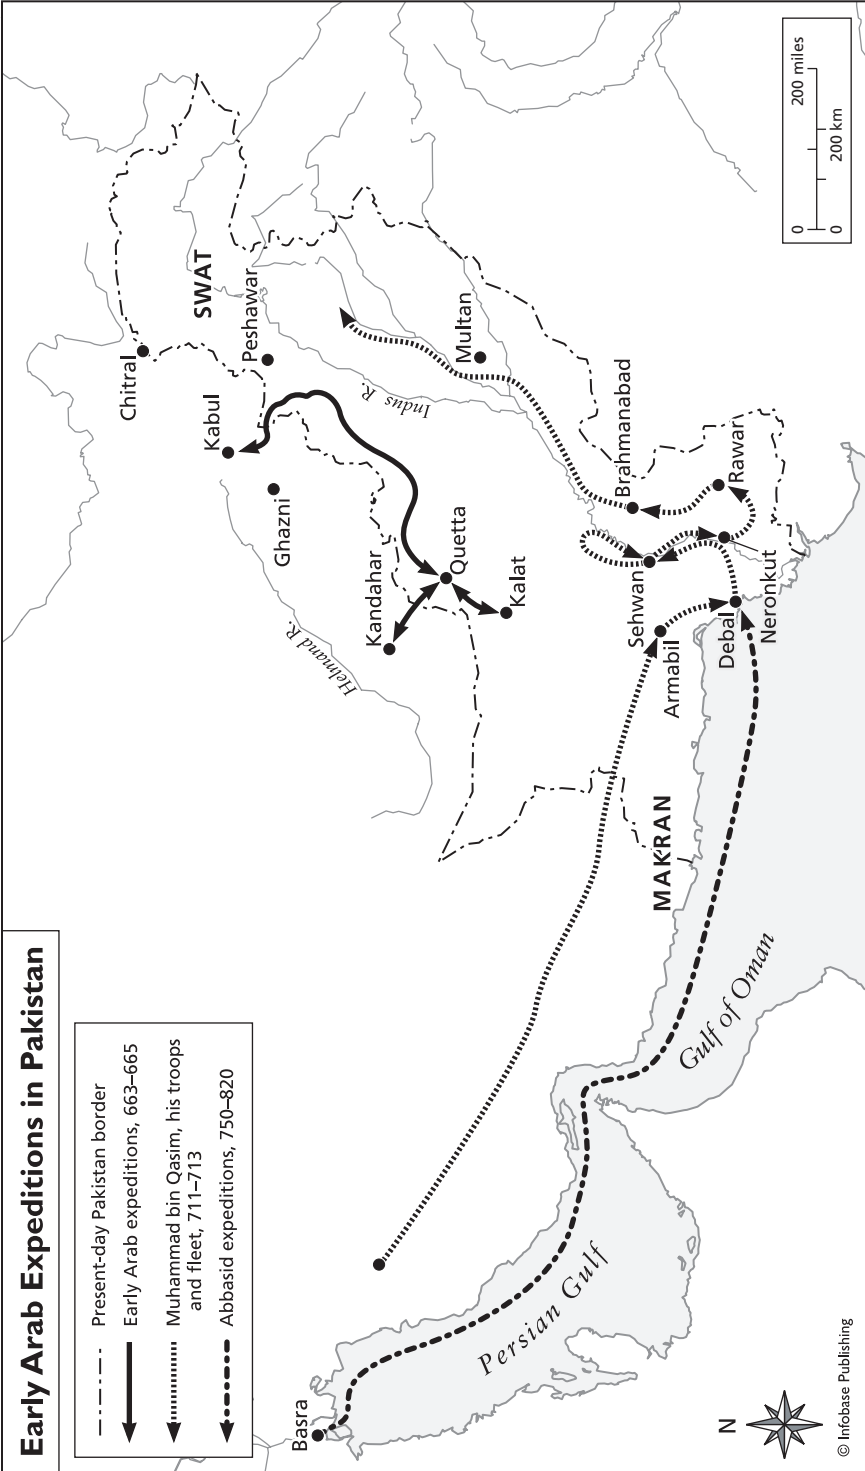 Early Arab Expeditions in Pakistan
Present-day Pakistan border
Early Arab expeditions, 663–665
Muhammad bin Qasim, his troops
and fleet, 711–713
Abbasid expeditions, 750–820
Chitral
SWAT
Kabul
Peshawar
Ghazni
Indus R.
Multan
Kandahar
Quetta
Kalat
Helmand R.
Brahmanabad
Rawar
Sehwan
Neronkut
Armabil
Debal
MAKRAN
Gulf of Oman
Persian Gulf
Basra
N
0
200 miles
0
200 km
© Infobase Publishing